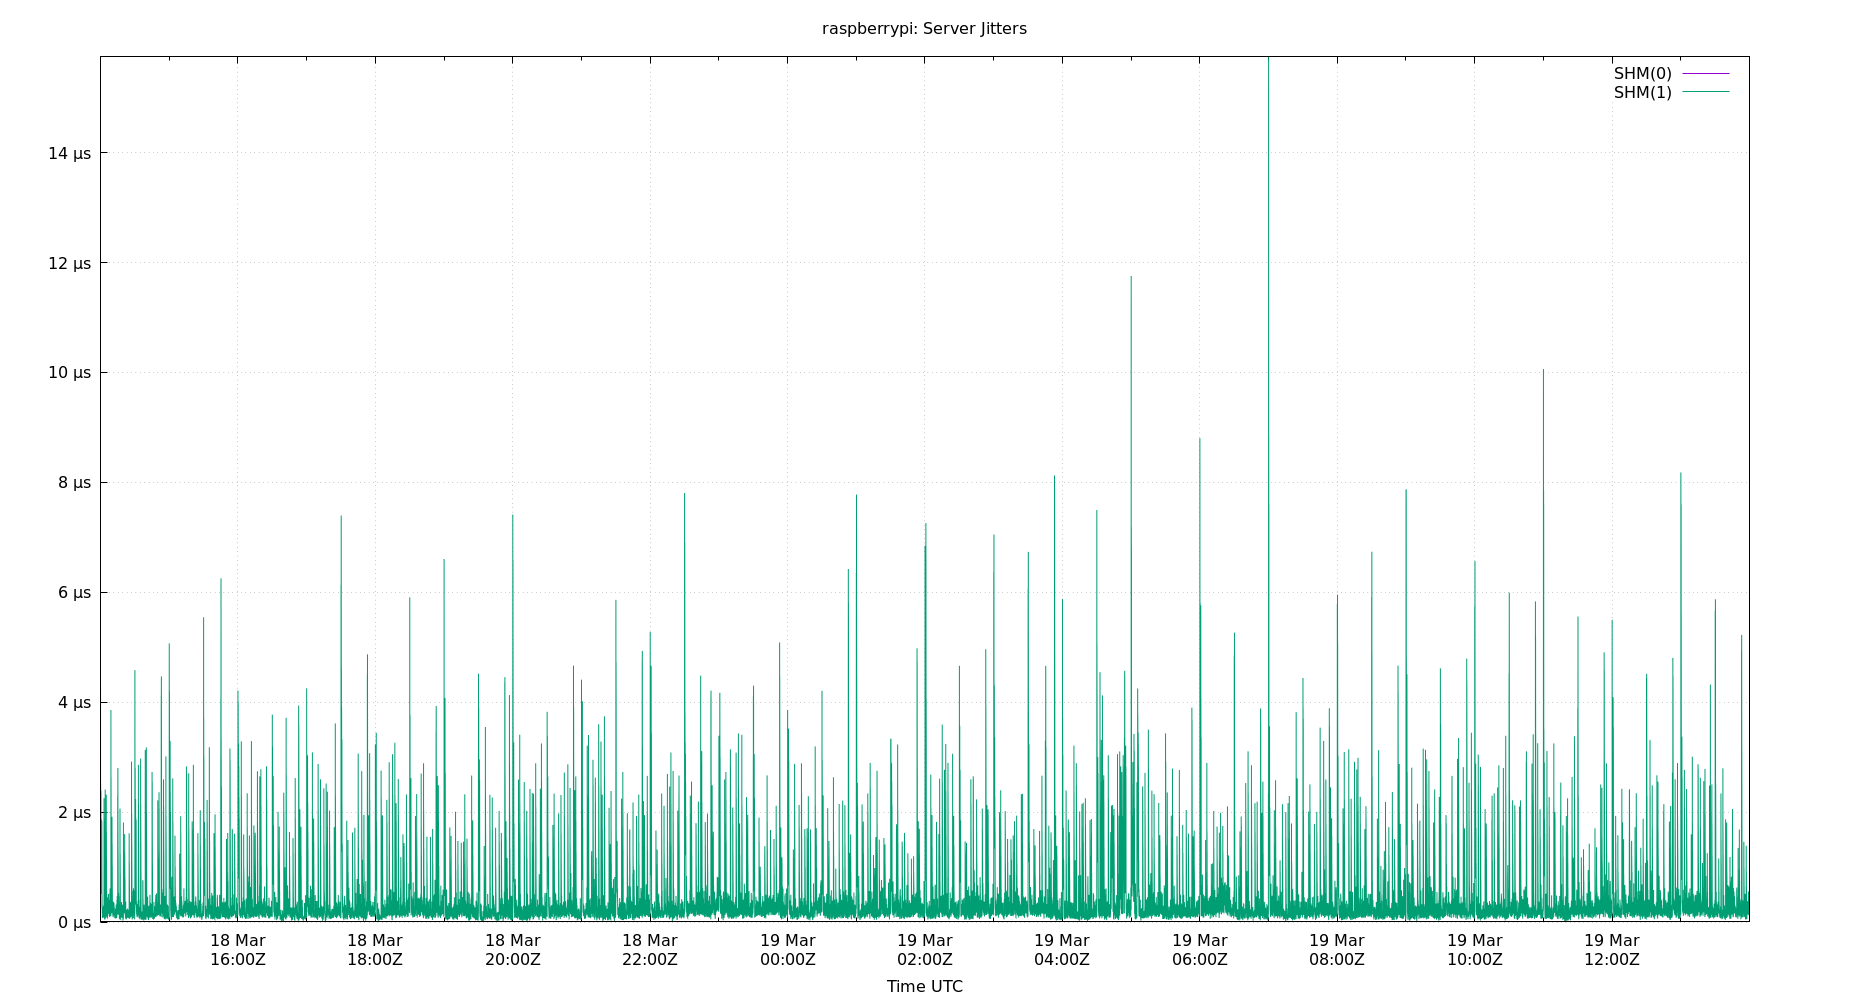 raspberrypi: Server Jitters
SHM(0)
SHM(1)
14 µs
12 µs
10 µs
8 µs
6 µs
4 µs
2 µs
0 µs
18 Mar 18 Mar 18 Mar 18 Mar 19 Mar 19 Mar 19 Mar 19 Mar 19 Mar 19 Mar 19 Mar
16:00Z 18:00Z 20:00Z 22:00Z 00:00Z 02:00Z 04:00Z 06:00Z 08:00Z 10:00Z 12:00Z
Time UTC